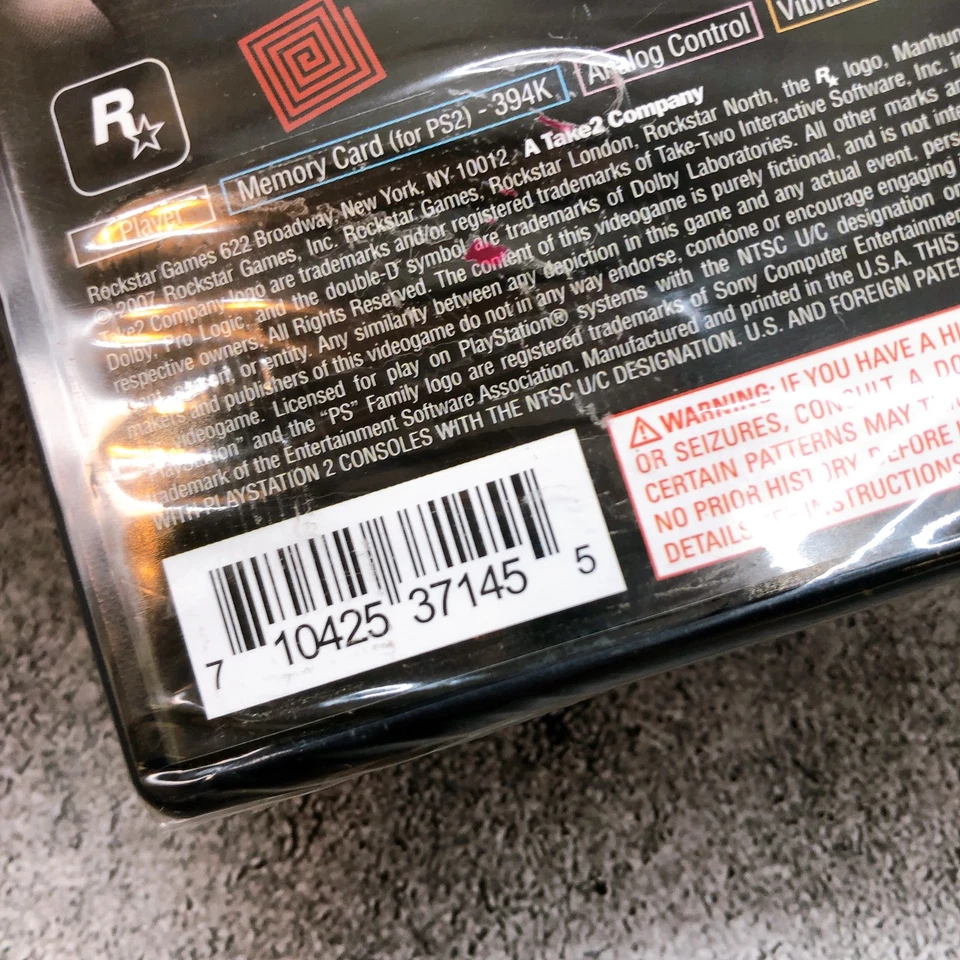 Vibra
Analog Control
Memory Card (for PS2) - 394K
R
Player
Rockstar Games 622 Broadway, New York, NY 10012 A Take2 Company
© 2007 Rockstar Games, Inc. Rockstar Games, Rockstar London, Rockstar North, the R logo, Manhun
Take2 Company logo are trademarks and/or registered trademarks of Take-Two Interactive Software, Inc.
Dolby, Pro Logic, and the double-D symbol are trademarks of Dolby Laboratories. All other marks
respective owners. All Rights Reserved. The content of this videogame is purely fictional, and is not
or entity. Any similarity between any depiction in this game and any actual event,
makers and publishers of this videogame do not in any way endorse, condone or encourage engaging
videogame. Licensed for play on PlayStation® systems with the NTSC U/C designation
"PlayStation" and the "PS" Family logo are registered trademarks of Sony Computer Entertainment
trademark of the Entertainment Software Association. Manufactured and printed in the U.S.A. THIS
WITH PLAYSTATION 2 CONSOLES WITH THE NTSC U/C DESIGNATION. U.S. AND FOREIGN PATE
WARNING: IF YOU HAVE A HI
OR SEIZURES, CONSULT A DO
CERTAIN PATTERNS MAY
NO PRIOR HISTORY. BEFORE
DETAILS INSTRUCTIONS
7 10425 37145 5